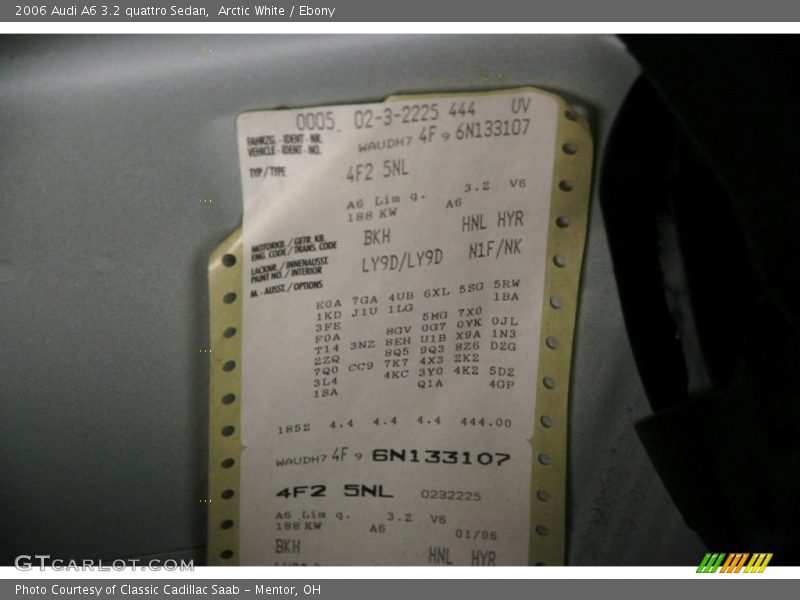 2006 Audi A6 3.2 quattro Sedan, Arctic White / Ebony
0005 02-3-2225 444 UV
FAHRZG.-IDENT-NR.
VEHICLE-IDENT-NO. WAUDH7 4F 9 6N133107
TYP/TYPE 4F2 5NL
A6 Lim q. 3.2 V6
188 KW A6
MOTORKB./GETR. KB.
ENG. CODE/TRANS. CODE BKH HNL HYR
LACKNR./INNENAUSST.
PAINT NO./INTERIOR LY9D/LY9D N1F/NK
M.-AUSST./OPTIONS
E0A 7GA 4UB 6XL 5SG 5RW
1KD J1U 1LG 1BA
3FE 5MG 7X0
F0A 8GV 0G7 0YK 0JL
T14 3NZ 8EH U1B X9A 1N3
2ZQ 8Q5 9Q3 8Z6 D2G
7Q0 CC9 7K7 4X3 2K2
3L4 4KC 3Y0 4K2 5D2
1SA Q1A 4GP
1852 4.4 4.4 4.4 444.00
WAUDH7 4F 9 6N133107
4F2 5NL 0232225
A6 Lim q. 3.2 V6
188 KW A6 01/06
BKH HNL HYR
GTCARLOT.COM
Photo Courtesy of Classic Cadillac Saab - Mentor, OH